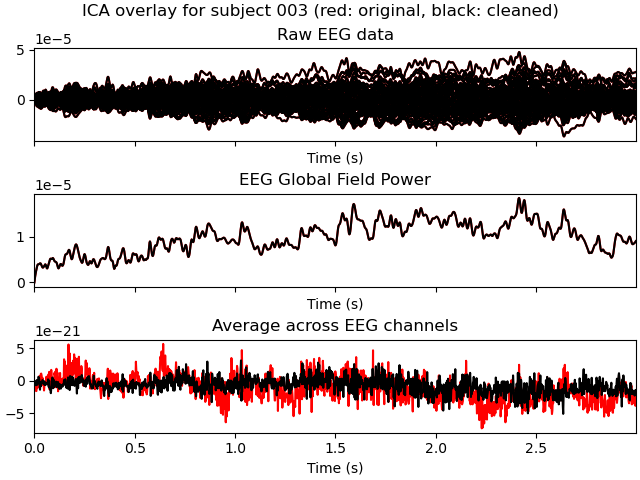 ICA overlay for subject 003 (red: original, black: cleaned)
Raw EEG data
1e−5
5
0
Time (s)
EEG Global Field Power
1e−5
1
0
Time (s)
Average across EEG channels
1e−21
5
0
−5
0.0 0.5 1.0 1.5 2.0 2.5
Time (s)